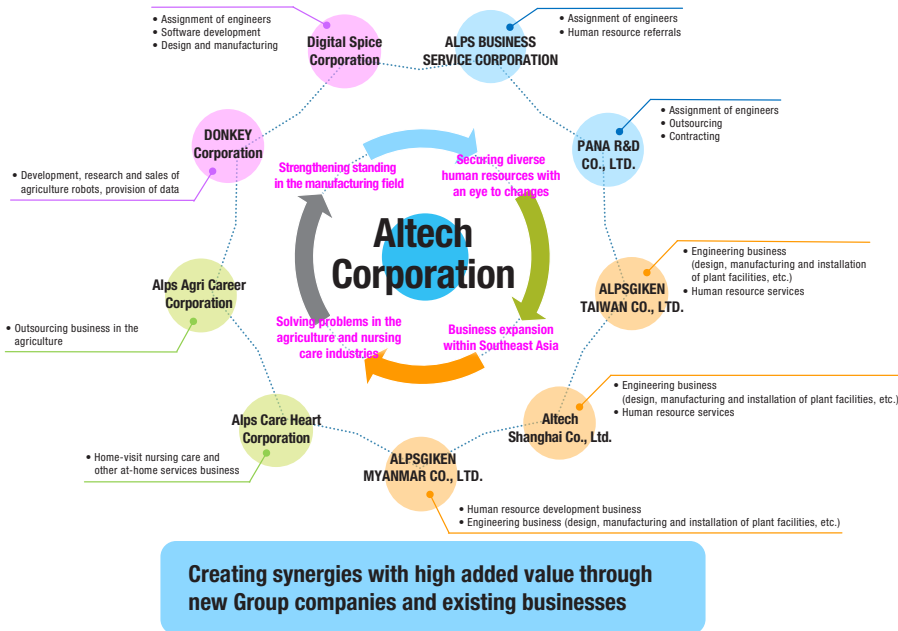 • Assignment of engineers
• Software development
• Design and manufacturing
Digital Spice
Corporation
• Assignment of engineers
• Human resource referrals
ALPS BUSINESS
SERVICE CORPORATION
• Assignment of engineers
• Outsourcing
• Contracting
PANA R&D
CO., LTD.
DONKEY
Corporation
• Development, research and sales of
agriculture robots, provision of data
Strengthening standing
in the manufacturing field
Securing diverse
human resources with
an eye to changes
Altech
Corporation
• Engineering business
(design, manufacturing and installation
of plant facilities, etc.)
• Human resource services
ALPSGIKEN
TAIWAN CO., LTD.
Alps Agri Career
Corporation
• Outsourcing business in the
agriculture
Solving problems in the
agriculture and nursing
care industries
Business expansion
within Southeast Asia
• Engineering business
(design, manufacturing and installation of plant facilities, etc.)
• Human resource services
Altech
Shanghai Co., Ltd.
Alps Care Heart
Corporation
• Home-visit nursing care and
other at-home services business
ALPSGIKEN
MYANMAR CO., LTD.
• Human resource development business
• Engineering business (design, manufacturing and installation of plant facilities, etc.)
Creating synergies with high added value through
new Group companies and existing businesses